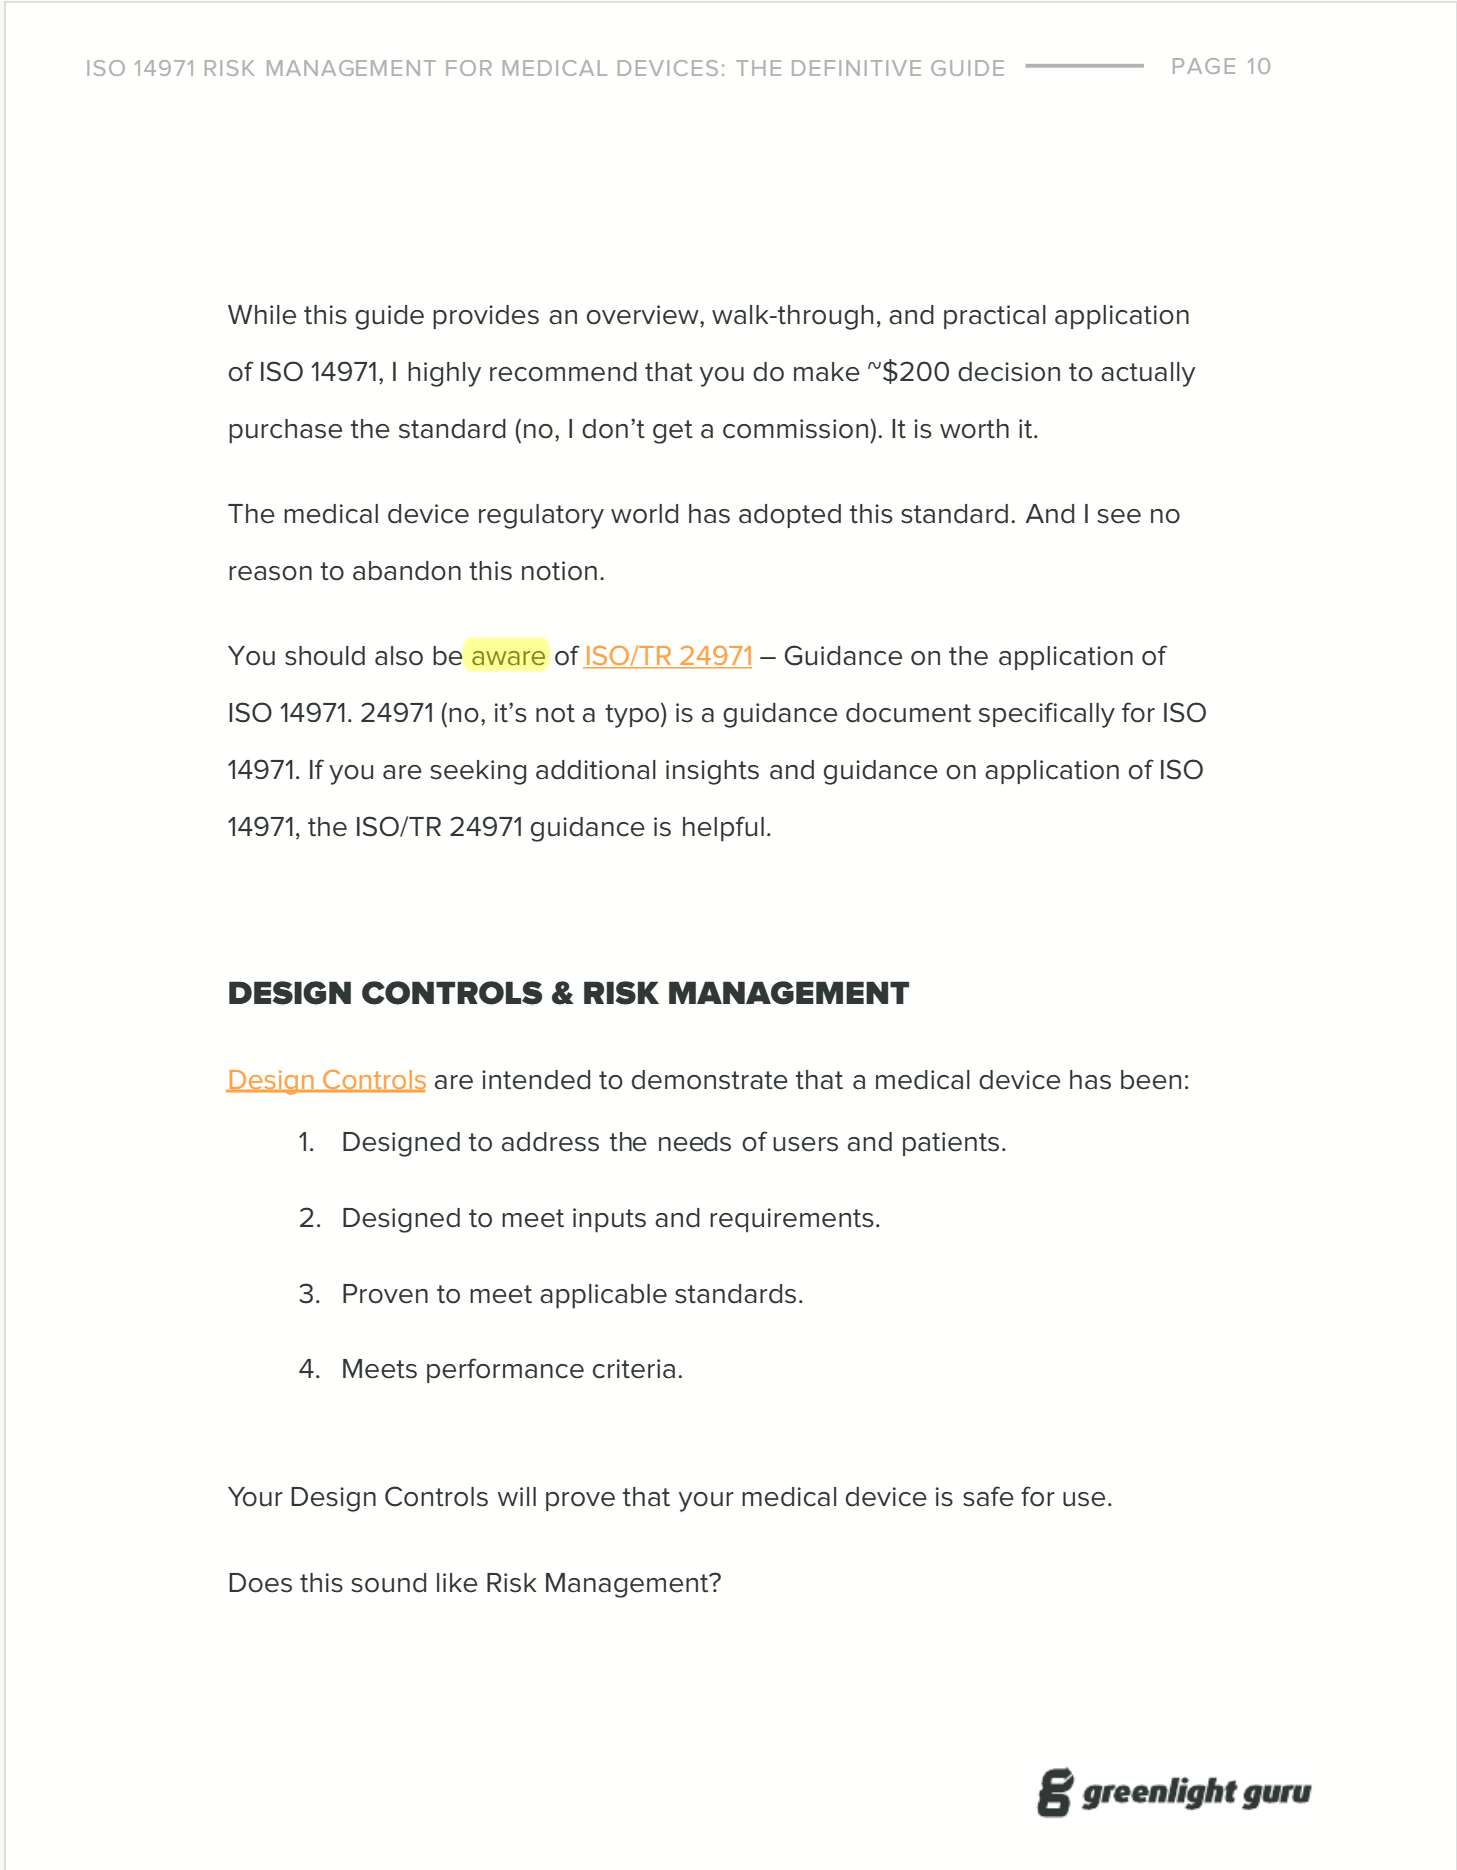 ISO 14971 RISK MANAGEMENT FOR MEDICAL DEVICES: THE DEFINITIVE GUIDE PAGE 10
While this guide provides an overview, walk-through, and practical application
of ISO 14971, I highly recommend that you do make ~$200 decision to actually
purchase the standard (no, I don’t get a commission). It is worth it.
The medical device regulatory world has adopted this standard. And I see no
reason to abandon this notion.
You should also be aware of ISO/TR 24971 – Guidance on the application of
ISO 14971. 24971 (no, it’s not a typo) is a guidance document specifically for ISO
14971. If you are seeking additional insights and guidance on application of ISO
14971, the ISO/TR 24971 guidance is helpful.
DESIGN CONTROLS & RISK MANAGEMENT
Design Controls are intended to demonstrate that a medical device has been:
1. Designed to address the needs of users and patients.
2. Designed to meet inputs and requirements.
3. Proven to meet applicable standards.
4. Meets performance criteria.
Your Design Controls will prove that your medical device is safe for use.
Does this sound like Risk Management?
greenlight guru